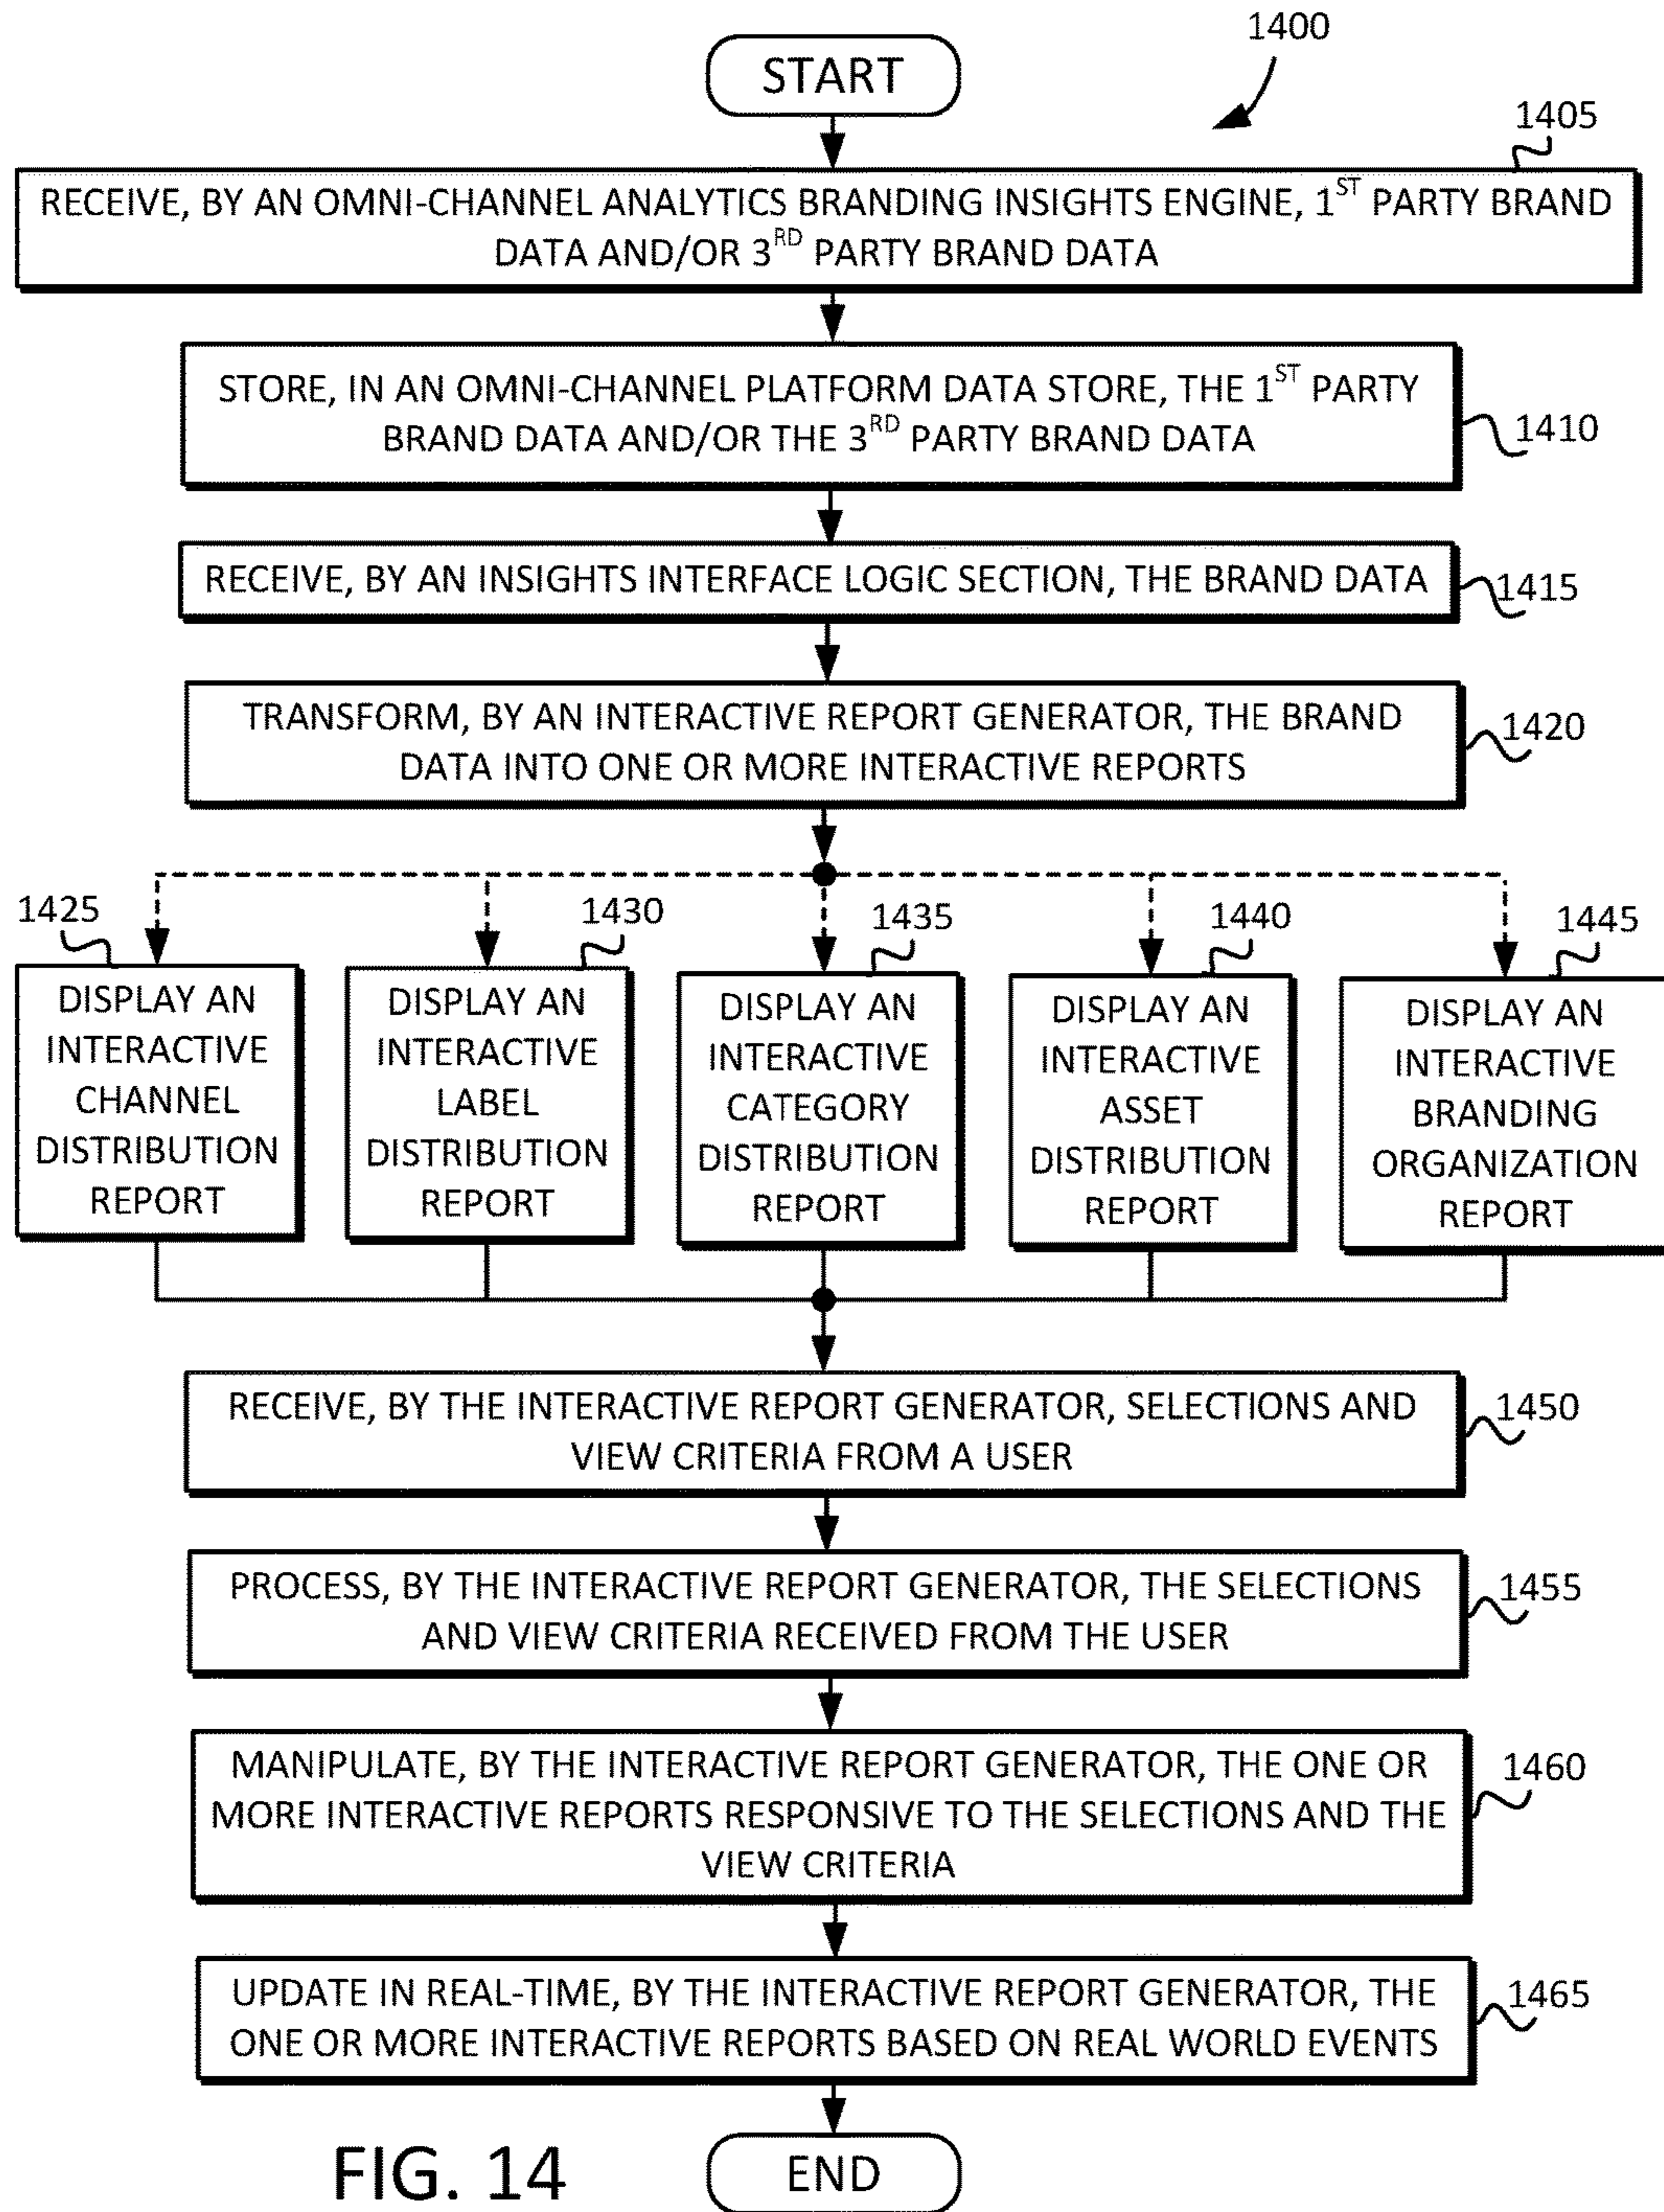 1400
START
1405
RECEIVE, BY AN OMNI-CHANNEL ANALYTICS BRANDING INSIGHTS ENGINE, 1ST PARTY BRAND
DATA AND/OR 3RD PARTY BRAND DATA
STORE, IN AN OMNI-CHANNEL PLATFORM DATA STORE, THE 1ST PARTY
BRAND DATA AND/OR THE 3RD PARTY BRAND DATA
1410
RECEIVE, BY AN INSIGHTS INTERFACE LOGIC SECTION, THE BRAND DATA
1415
TRANSFORM, BY AN INTERACTIVE REPORT GENERATOR, THE BRAND
DATA INTO ONE OR MORE INTERACTIVE REPORTS
1420
1425
DISPLAY AN
INTERACTIVE
CHANNEL
DISTRIBUTION
REPORT
1430
DISPLAY AN
INTERACTIVE
LABEL
DISTRIBUTION
REPORT
1435
DISPLAY AN
INTERACTIVE
CATEGORY
DISTRIBUTION
REPORT
1440
DISPLAY AN
INTERACTIVE
ASSET
DISTRIBUTION
REPORT
1445
DISPLAY AN
INTERACTIVE
BRANDING
ORGANIZATION
REPORT
RECEIVE, BY THE INTERACTIVE REPORT GENERATOR, SELECTIONS AND
VIEW CRITERIA FROM A USER
1450
PROCESS, BY THE INTERACTIVE REPORT GENERATOR, THE SELECTIONS
AND VIEW CRITERIA RECEIVED FROM THE USER
1455
MANIPULATE, BY THE INTERACTIVE REPORT GENERATOR, THE ONE OR
MORE INTERACTIVE REPORTS RESPONSIVE TO THE SELECTIONS AND THE
VIEW CRITERIA
1460
UPDATE IN REAL-TIME, BY THE INTERACTIVE REPORT GENERATOR, THE
ONE OR MORE INTERACTIVE REPORTS BASED ON REAL WORLD EVENTS
1465
END
FIG. 14